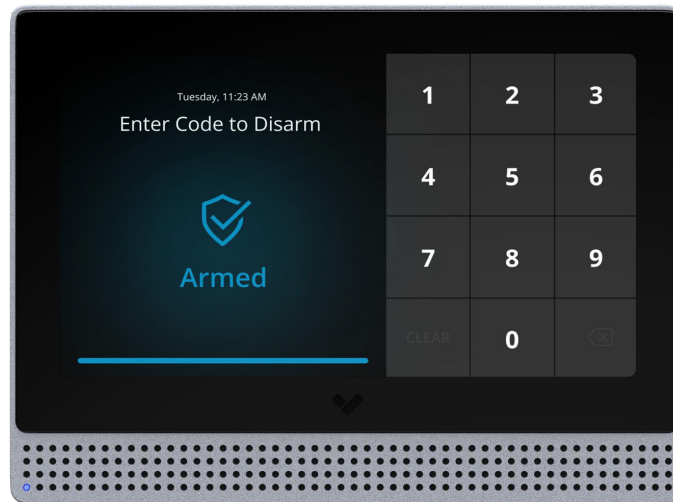 Tuesday, 11:23 AM
Enter Code to Disarm
Armed
1 2 3
4 5 6
7 8 9
CLEAR 0